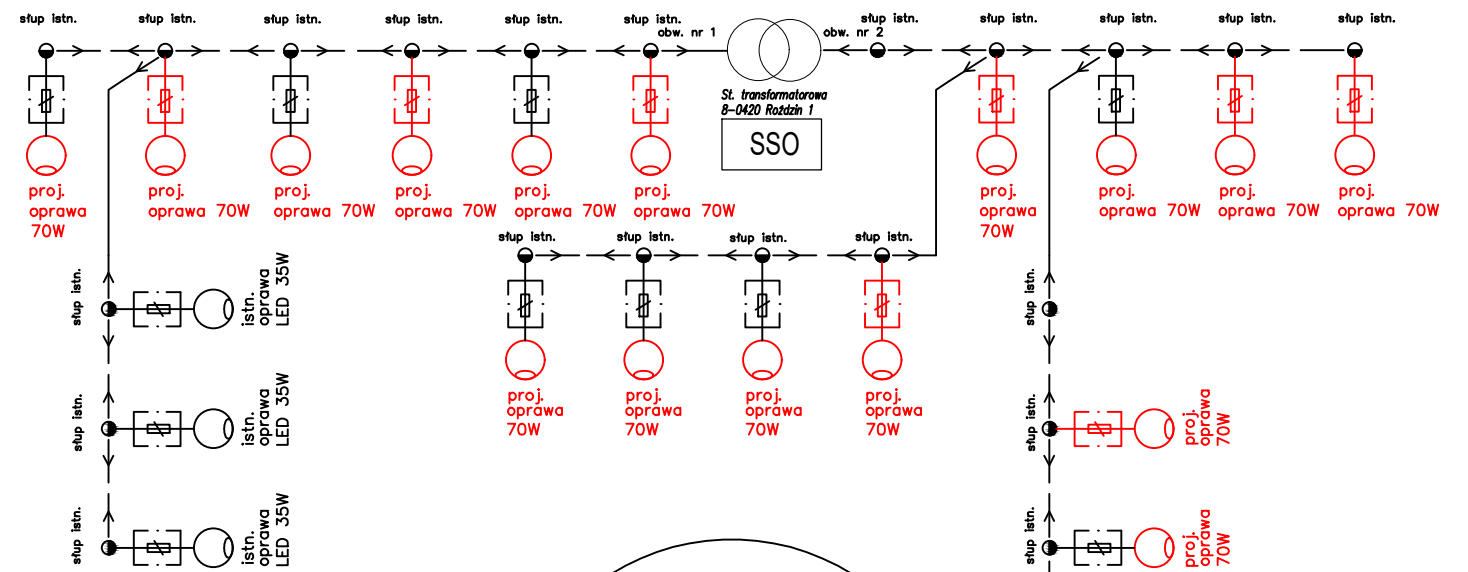 słup istn.
słup istn.
słup istn.
słup istn.
słup istn.
słup istn.
obw. nr 1
obw. nr 2
słup istn.
słup istn.
słup istn.
słup istn.
słup istn.
St. transformatorowa
8-0420 Roździn 1
SSO
proj.
oprawa
70W
proj.
oprawa 70W
proj.
oprawa 70W
proj.
oprawa 70W
proj.
oprawa 70W
proj.
oprawa 70W
proj.
oprawa
70W
proj.
oprawa 70W
proj.
oprawa 70W
proj.
oprawa 70W
słup istn.
słup istn.
słup istn.
słup istn.
proj.
oprawa
70W
proj.
oprawa
70W
proj.
oprawa
70W
proj.
oprawa
70W
słup istn.
istn.
oprawa
LED 35W
słup istn.
istn.
oprawa
LED 35W
słup istn.
istn.
oprawa
LED 35W
słup istn.
słup istn.
proj.
oprawa
70W
słup istn.
proj.
oprawa
70W